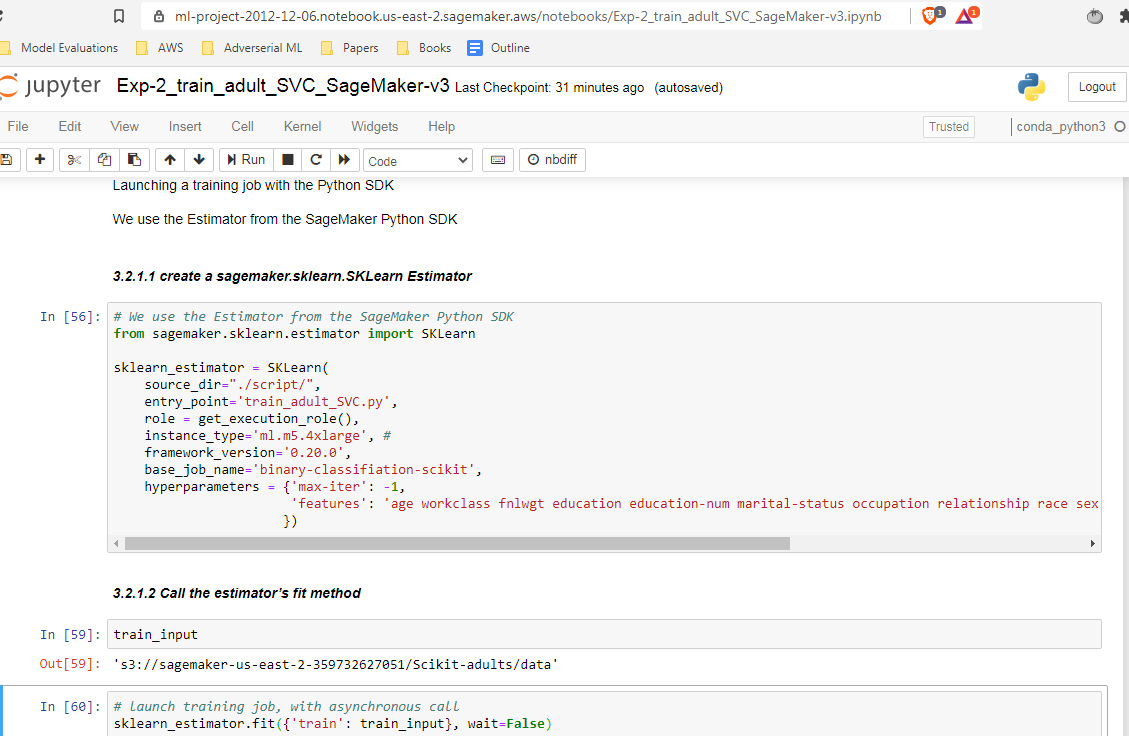 ml-project-2012-12-06.notebook.us-east-2.sagemaker.aws/notebooks/Exp-2_train_adult_SVC_SageMaker-v3.ipynb 1 1
Model Evaluations AWS Adverserial ML Papers Books Outline
jupyter Exp-2_train_adult_SVC_SageMaker-v3 Last Checkpoint: 31 minutes ago (autosaved) Logout
File Edit View Insert Cell Kernel Widgets Help Trusted conda_python3
Run Code nbdiff
Launching a training job with the Python SDK
We use the Estimator from the SageMaker Python SDK
3.2.1.1 create a sagemaker.sklearn.SKLearn Estimator
In [56]: # We use the Estimator from the SageMaker Python SDK
from sagemaker.sklearn.estimator import SKLearn
sklearn_estimator = SKLearn(
source_dir="./script/",
entry_point='train_adult_SVC.py',
role = get_execution_role(),
instance_type='ml.m5.4xlarge', #
framework_version='0.20.0',
base_job_name='binary-classifiation-scikit',
hyperparameters = {'max-iter': -1,
'features': 'age workclass fnlwgt education education-num marital-status occupation relationship race sex
})
3.2.1.2 Call the estimator’s fit method
In [59]: train_input
Out[59]: 's3://sagemaker-us-east-2-359732627051/Scikit-adults/data'
In [60]: # launch training job, with asynchronous call
sklearn_estimator.fit({'train': train_input}, wait=False)